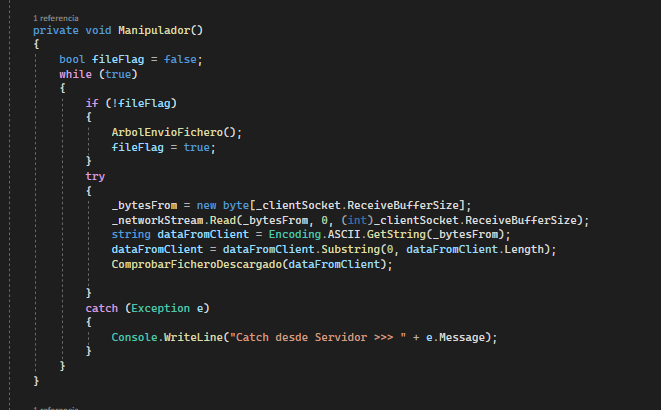 1 referencia
private void Manipulador()
{
bool fileFlag = false;
while (true)
{
if (!fileFlag)
{
ArbolEnvioFichero();
fileFlag = true;
}
try
{
_bytesFrom = new byte[_clientSocket.ReceiveBufferSize];
_networkStream.Read(_bytesFrom, 0, (int)_clientSocket.ReceiveBufferSize);
string dataFromClient = Encoding.ASCII.GetString(_bytesFrom);
dataFromClient = dataFromClient.Substring(0, dataFromClient.Length);
ComprobarFicheroDescargado(dataFromClient);
}
catch (Exception e)
{
Console.WriteLine("Catch desde Servidor >>> " + e.Message);
}
}
}
1 referencia